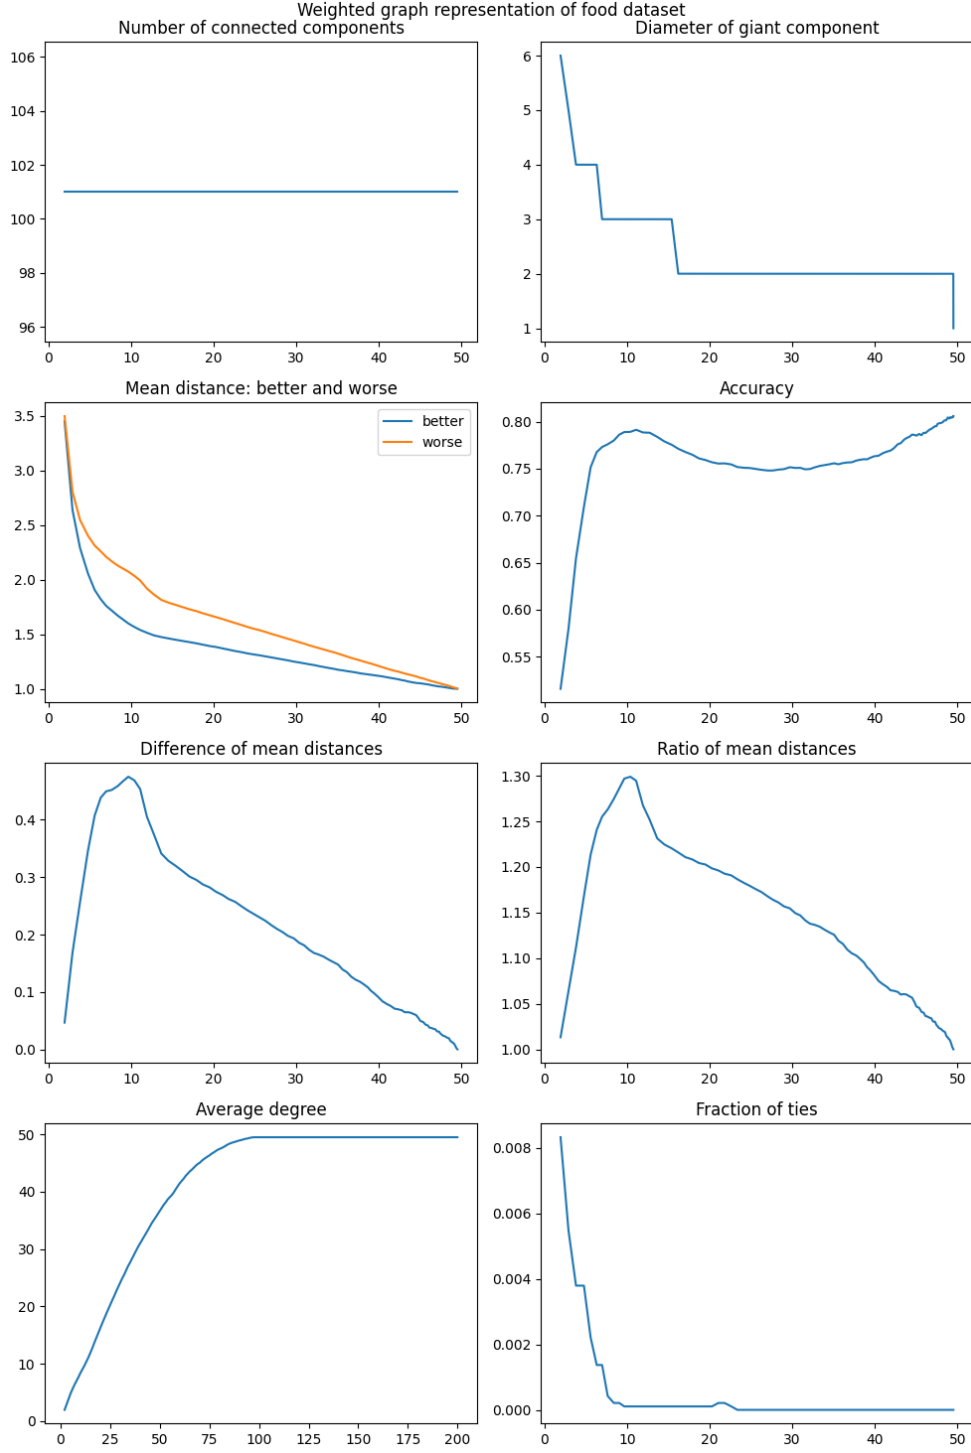 Weighted graph representation of food dataset
Number of connected components
106
104
102
100
98
96
0 10 20 30 40 50
Diameter of giant component
6
5
4
3
2
1
0 10 20 30 40 50
Mean distance: better and worse
better
worse
3.5
3.0
2.5
2.0
1.5
1.0
0 10 20 30 40 50
Accuracy
0.80
0.75
0.70
0.65
0.60
0.55
0 10 20 30 40 50
Difference of mean distances
0.4
0.3
0.2
0.1
0.0
0 10 20 30 40 50
Ratio of mean distances
1.30
1.25
1.20
1.15
1.10
1.05
1.00
0 10 20 30 40 50
Average degree
50
40
30
20
10
0
0 25 50 75 100 125 150 175 200
Fraction of ties
0.008
0.006
0.004
0.002
0.000
0 10 20 30 40 50